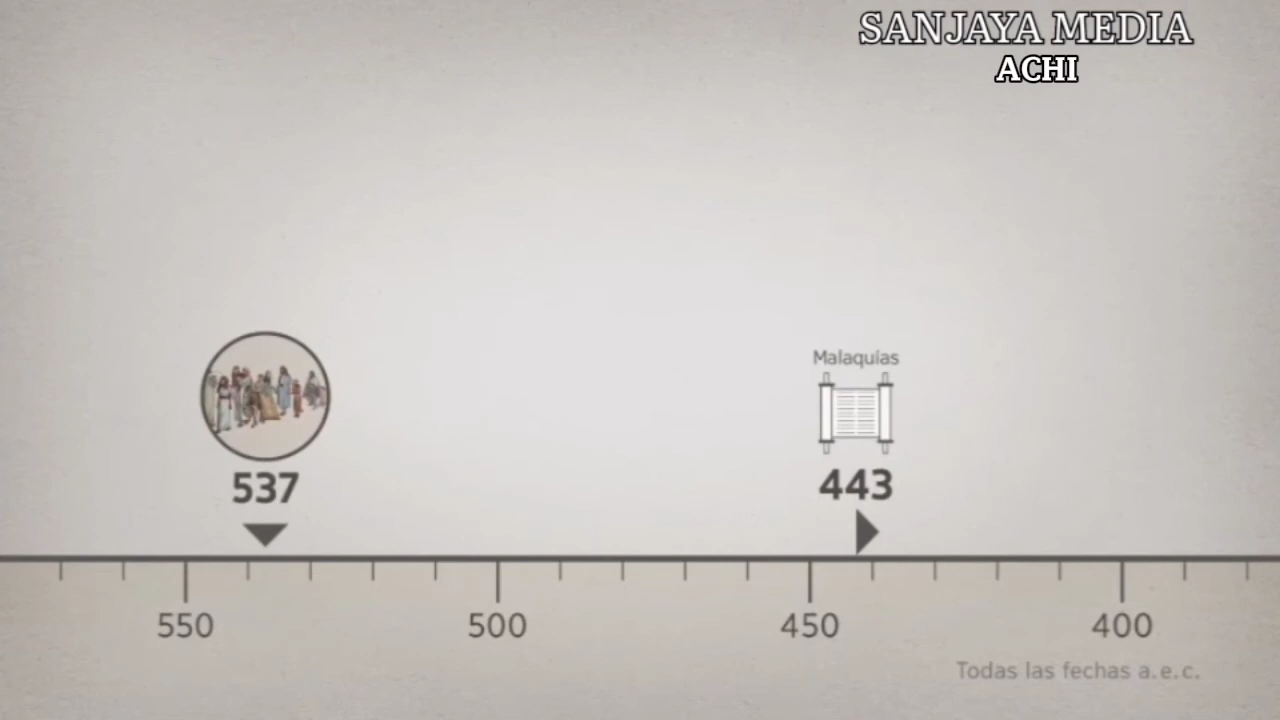 SANJAYA MEDIA
ACHI
Malaquías
537
443
550
500
450
400
Todas las fechas a.e.c.